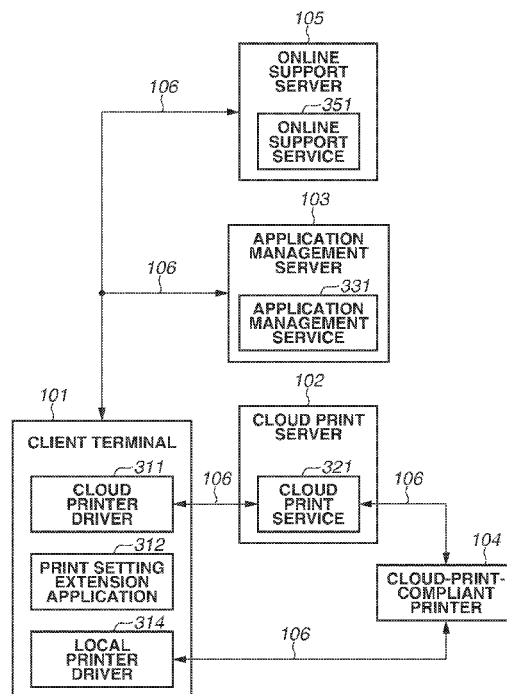 105
ONLINE
SUPPORT
SERVER
106
351
ONLINE
SUPPORT
SERVICE
103
APPLICATION
MANAGEMENT
SERVER
106
331
APPLICATION
MANAGEMENT
SERVICE
101
CLIENT TERMINAL
102
CLOUD PRINT
SERVER
311
CLOUD
PRINTER
DRIVER
106
321
CLOUD
PRINT
SERVICE
106
312
PRINT SETTING
EXTENSION
APPLICATION
104
CLOUD-PRINT-
COMPLIANT
PRINTER
314
LOCAL
PRINTER
DRIVER
106